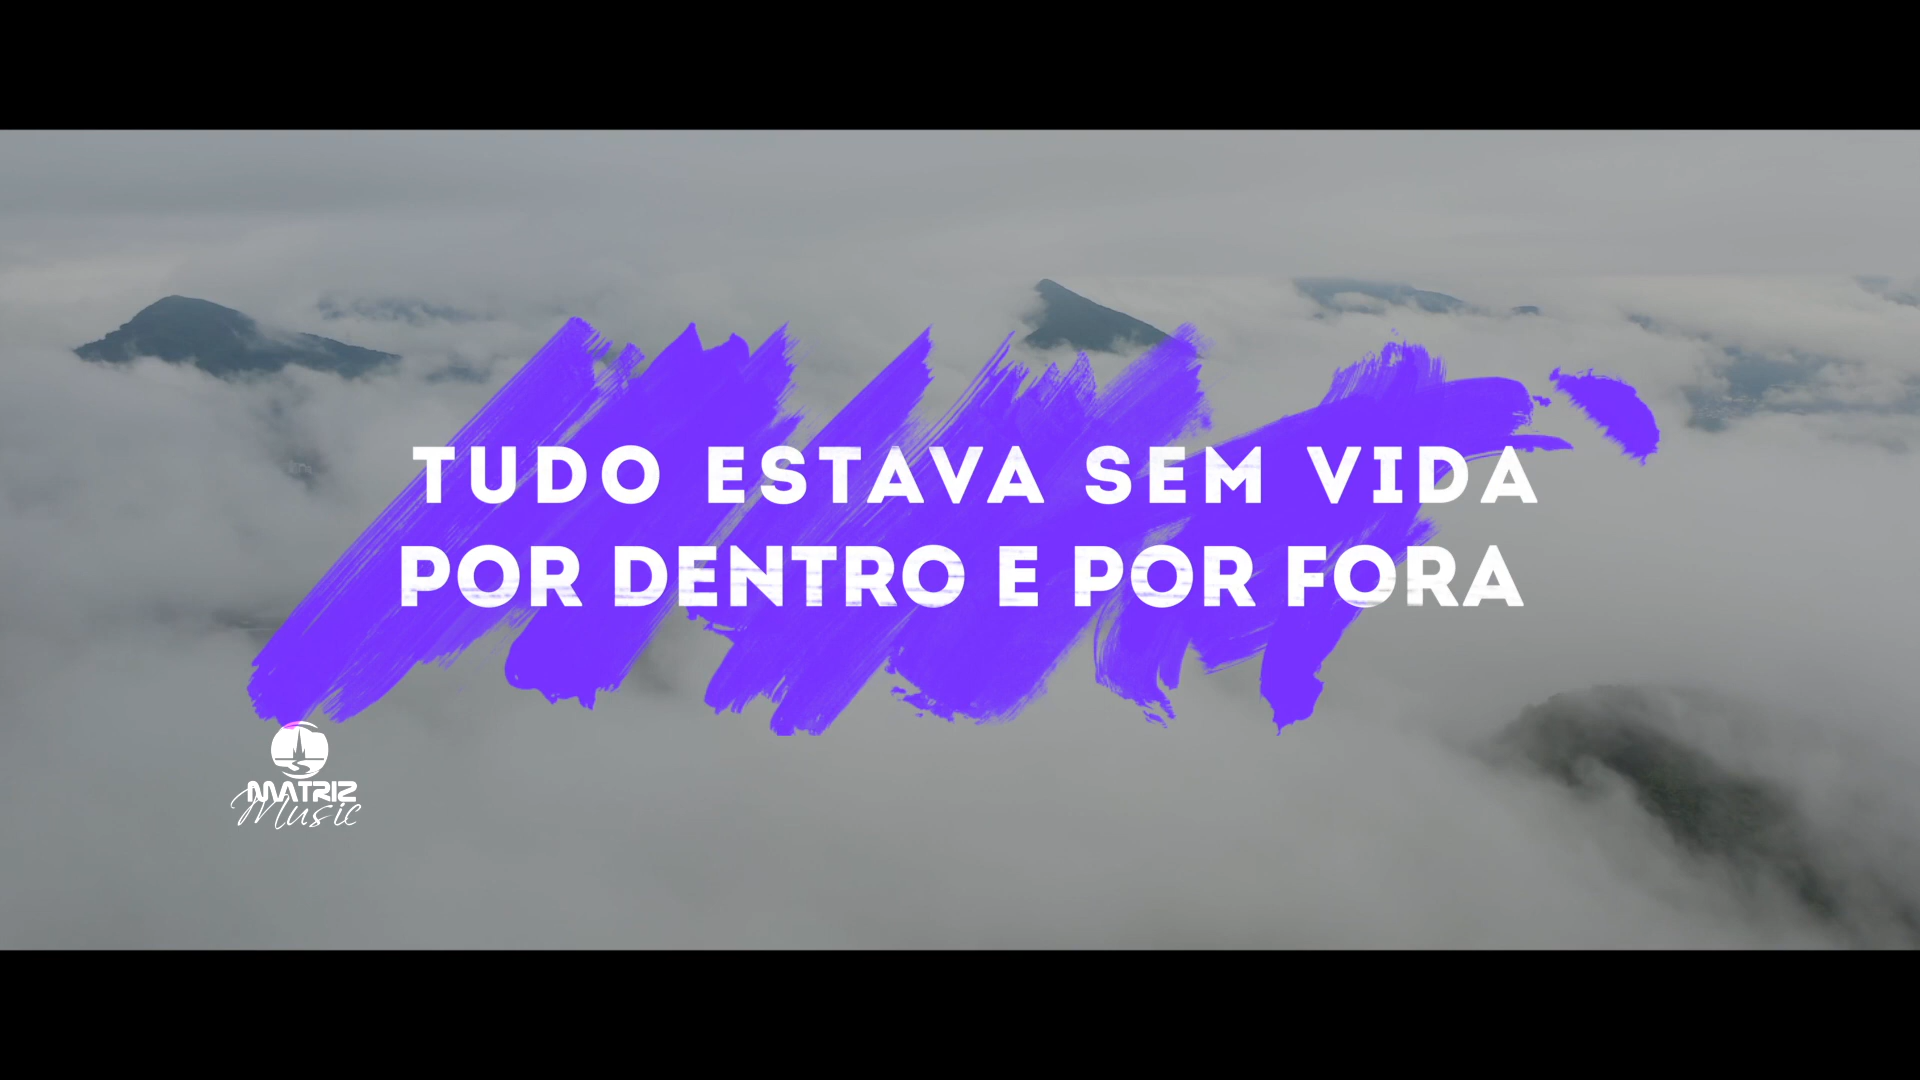 TUDO ESTAVA SEM VIDA
POR DENTRO E POR FORA
MATRIZ
Music